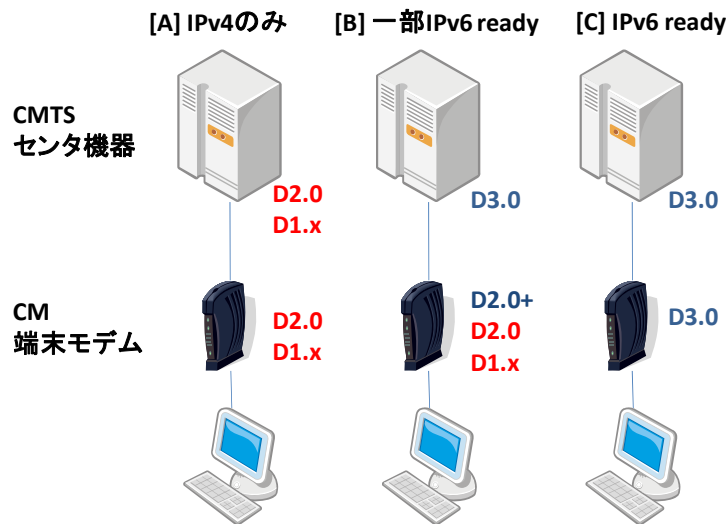 [A] IPv4のみ
[B] 一部IPv6 ready
[C] IPv6 ready
CMTS
センタ機器
D2.0
D1.x
D3.0
D3.0
CM
端末モデム
D2.0
D1.x
D2.0+
D2.0
D1.x
D3.0